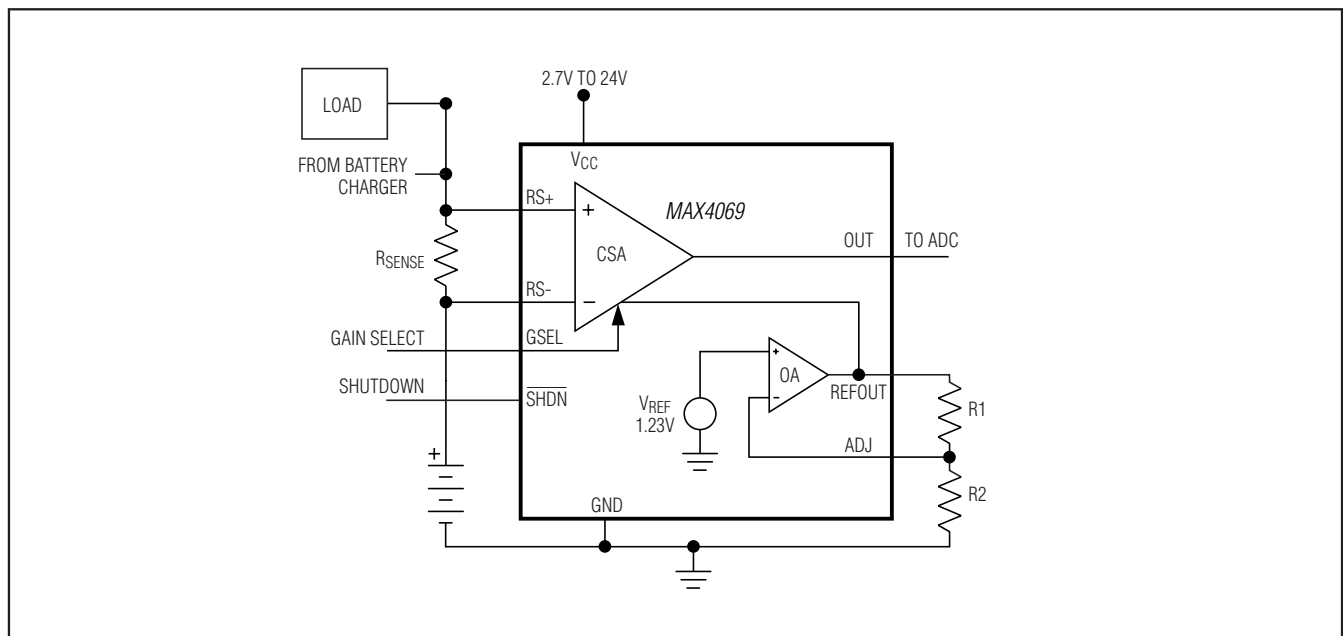 2.7V TO 24V
LOAD
VCC
FROM BATTERY
CHARGER
RS+
+
MAX4069
RSENSE
CSA
OUT
TO ADC
RS-
−
GAIN SELECT
GSEL
SHUTDOWN
SHDN
+
OA
−
REFOUT
VREF
1.23V
R1
ADJ
+
R2
GND